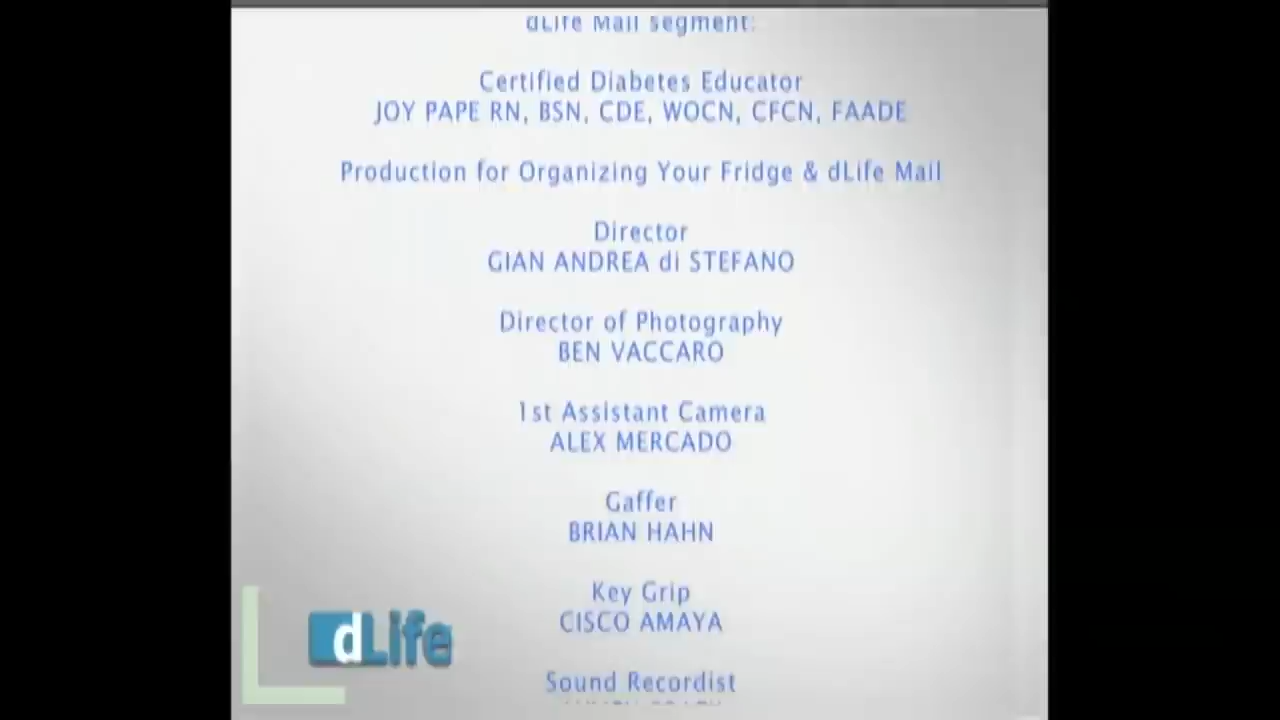 dLife Mail segment:
Certified Diabetes Educator
JOY PAPE RN, BSN, CDE, WOCN, CFCN, FAADE
Production for Organizing Your Fridge & dLife Mail
Director
GIAN ANDREA di STEFANO
Director of Photography
BEN VACCARO
1st Assistant Camera
ALEX MERCADO
Gaffer
BRIAN HAHN
Key Grip
CISCO AMAYA
Sound Recordist
dLife